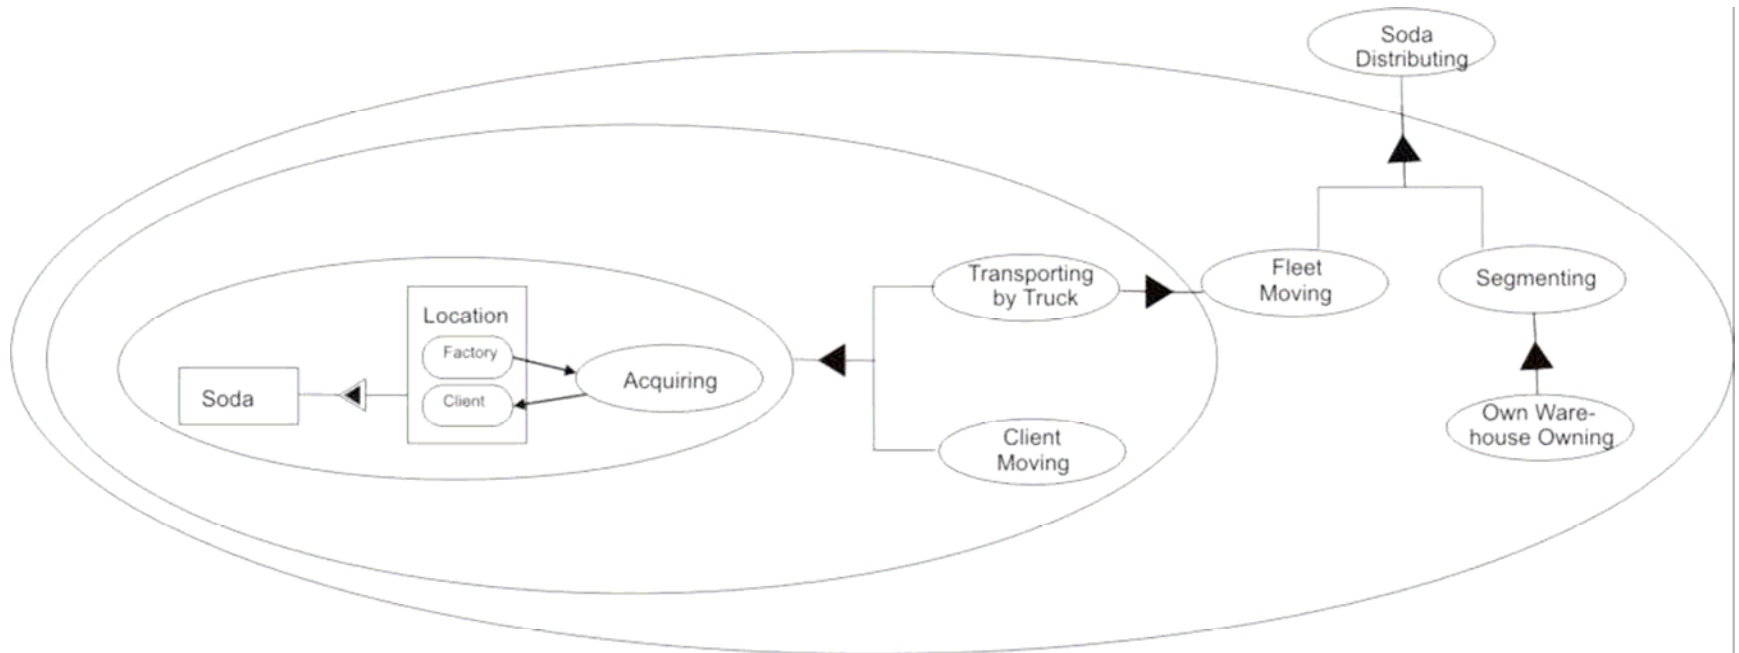 Soda
Distributing
Transporting
by Truck
Fleet
Moving
Segmenting
Location
Factory
Client
Acquiring
Soda
Client
Moving
Own Ware-
house Owning